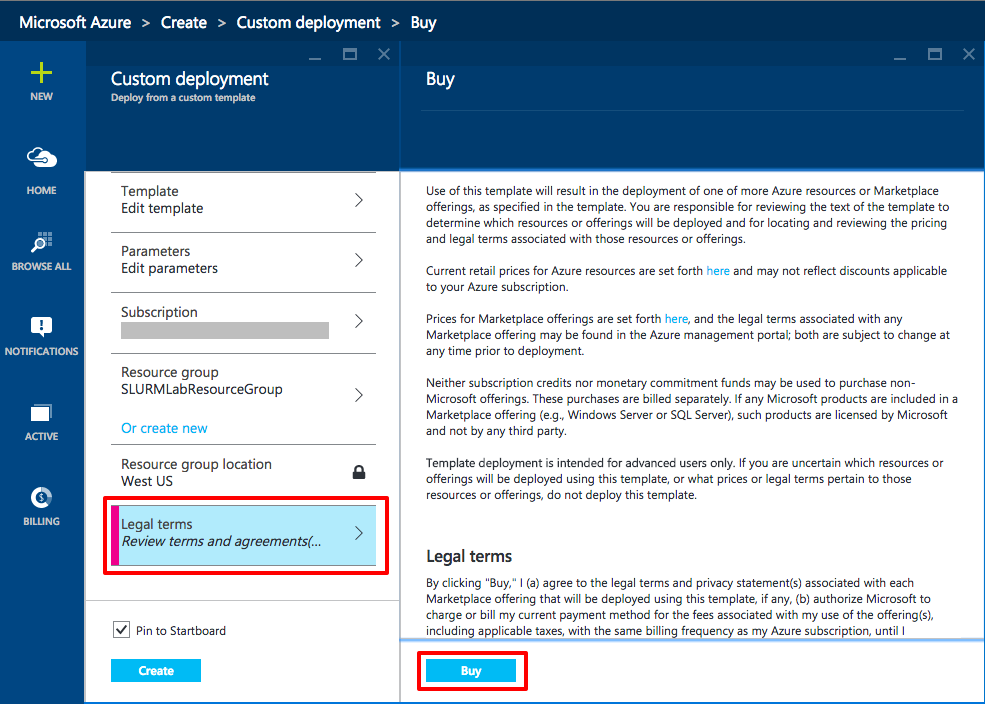 Microsoft Azure > Create > Custom deployment > Buy
NEW
HOME
BROWSE ALL
NOTIFICATIONS
ACTIVE
BILLING
Custom deployment
Deploy from a custom template
Template
Edit template
Parameters
Edit parameters
Subscription
Resource group
SLURMLabResourceGroup
Or create new
Resource group location
West US
Legal terms
Review terms and agreements(...
Pin to Startboard
Create
Buy
Use of this template will result in the deployment of one of more Azure resources or Marketplace
offerings, as specified in the template. You are responsible for reviewing the text of the template to
determine which resources or offerings will be deployed and for locating and reviewing the pricing
and legal terms associated with those resources or offerings.
Current retail prices for Azure resources are set forth here and may not reflect discounts applicable
to your Azure subscription.
Prices for Marketplace offerings are set forth here, and the legal terms associated with any
Marketplace offering may be found in the Azure management portal; both are subject to change at
any time prior to deployment.
Neither subscription credits nor monetary commitment funds may be used to purchase non-
Microsoft offerings. These purchases are billed separately. If any Microsoft products are included in a
Marketplace offering (e.g., Windows Server or SQL Server), such products are licensed by Microsoft
and not by any third party.
Template deployment is intended for advanced users only. If you are uncertain which resources or
offerings will be deployed using this template, or what prices or legal terms pertain to those
resources or offerings, do not deploy this template.
Legal terms
By clicking "Buy," I (a) agree to the legal terms and privacy statement(s) associated with each
Marketplace offering that will be deployed using this template, if any, (b) authorize Microsoft to
charge or bill my current payment method for the fees associated with my use of the offering(s),
including applicable taxes, with the same billing frequency as my Azure subscription, until I
Buy